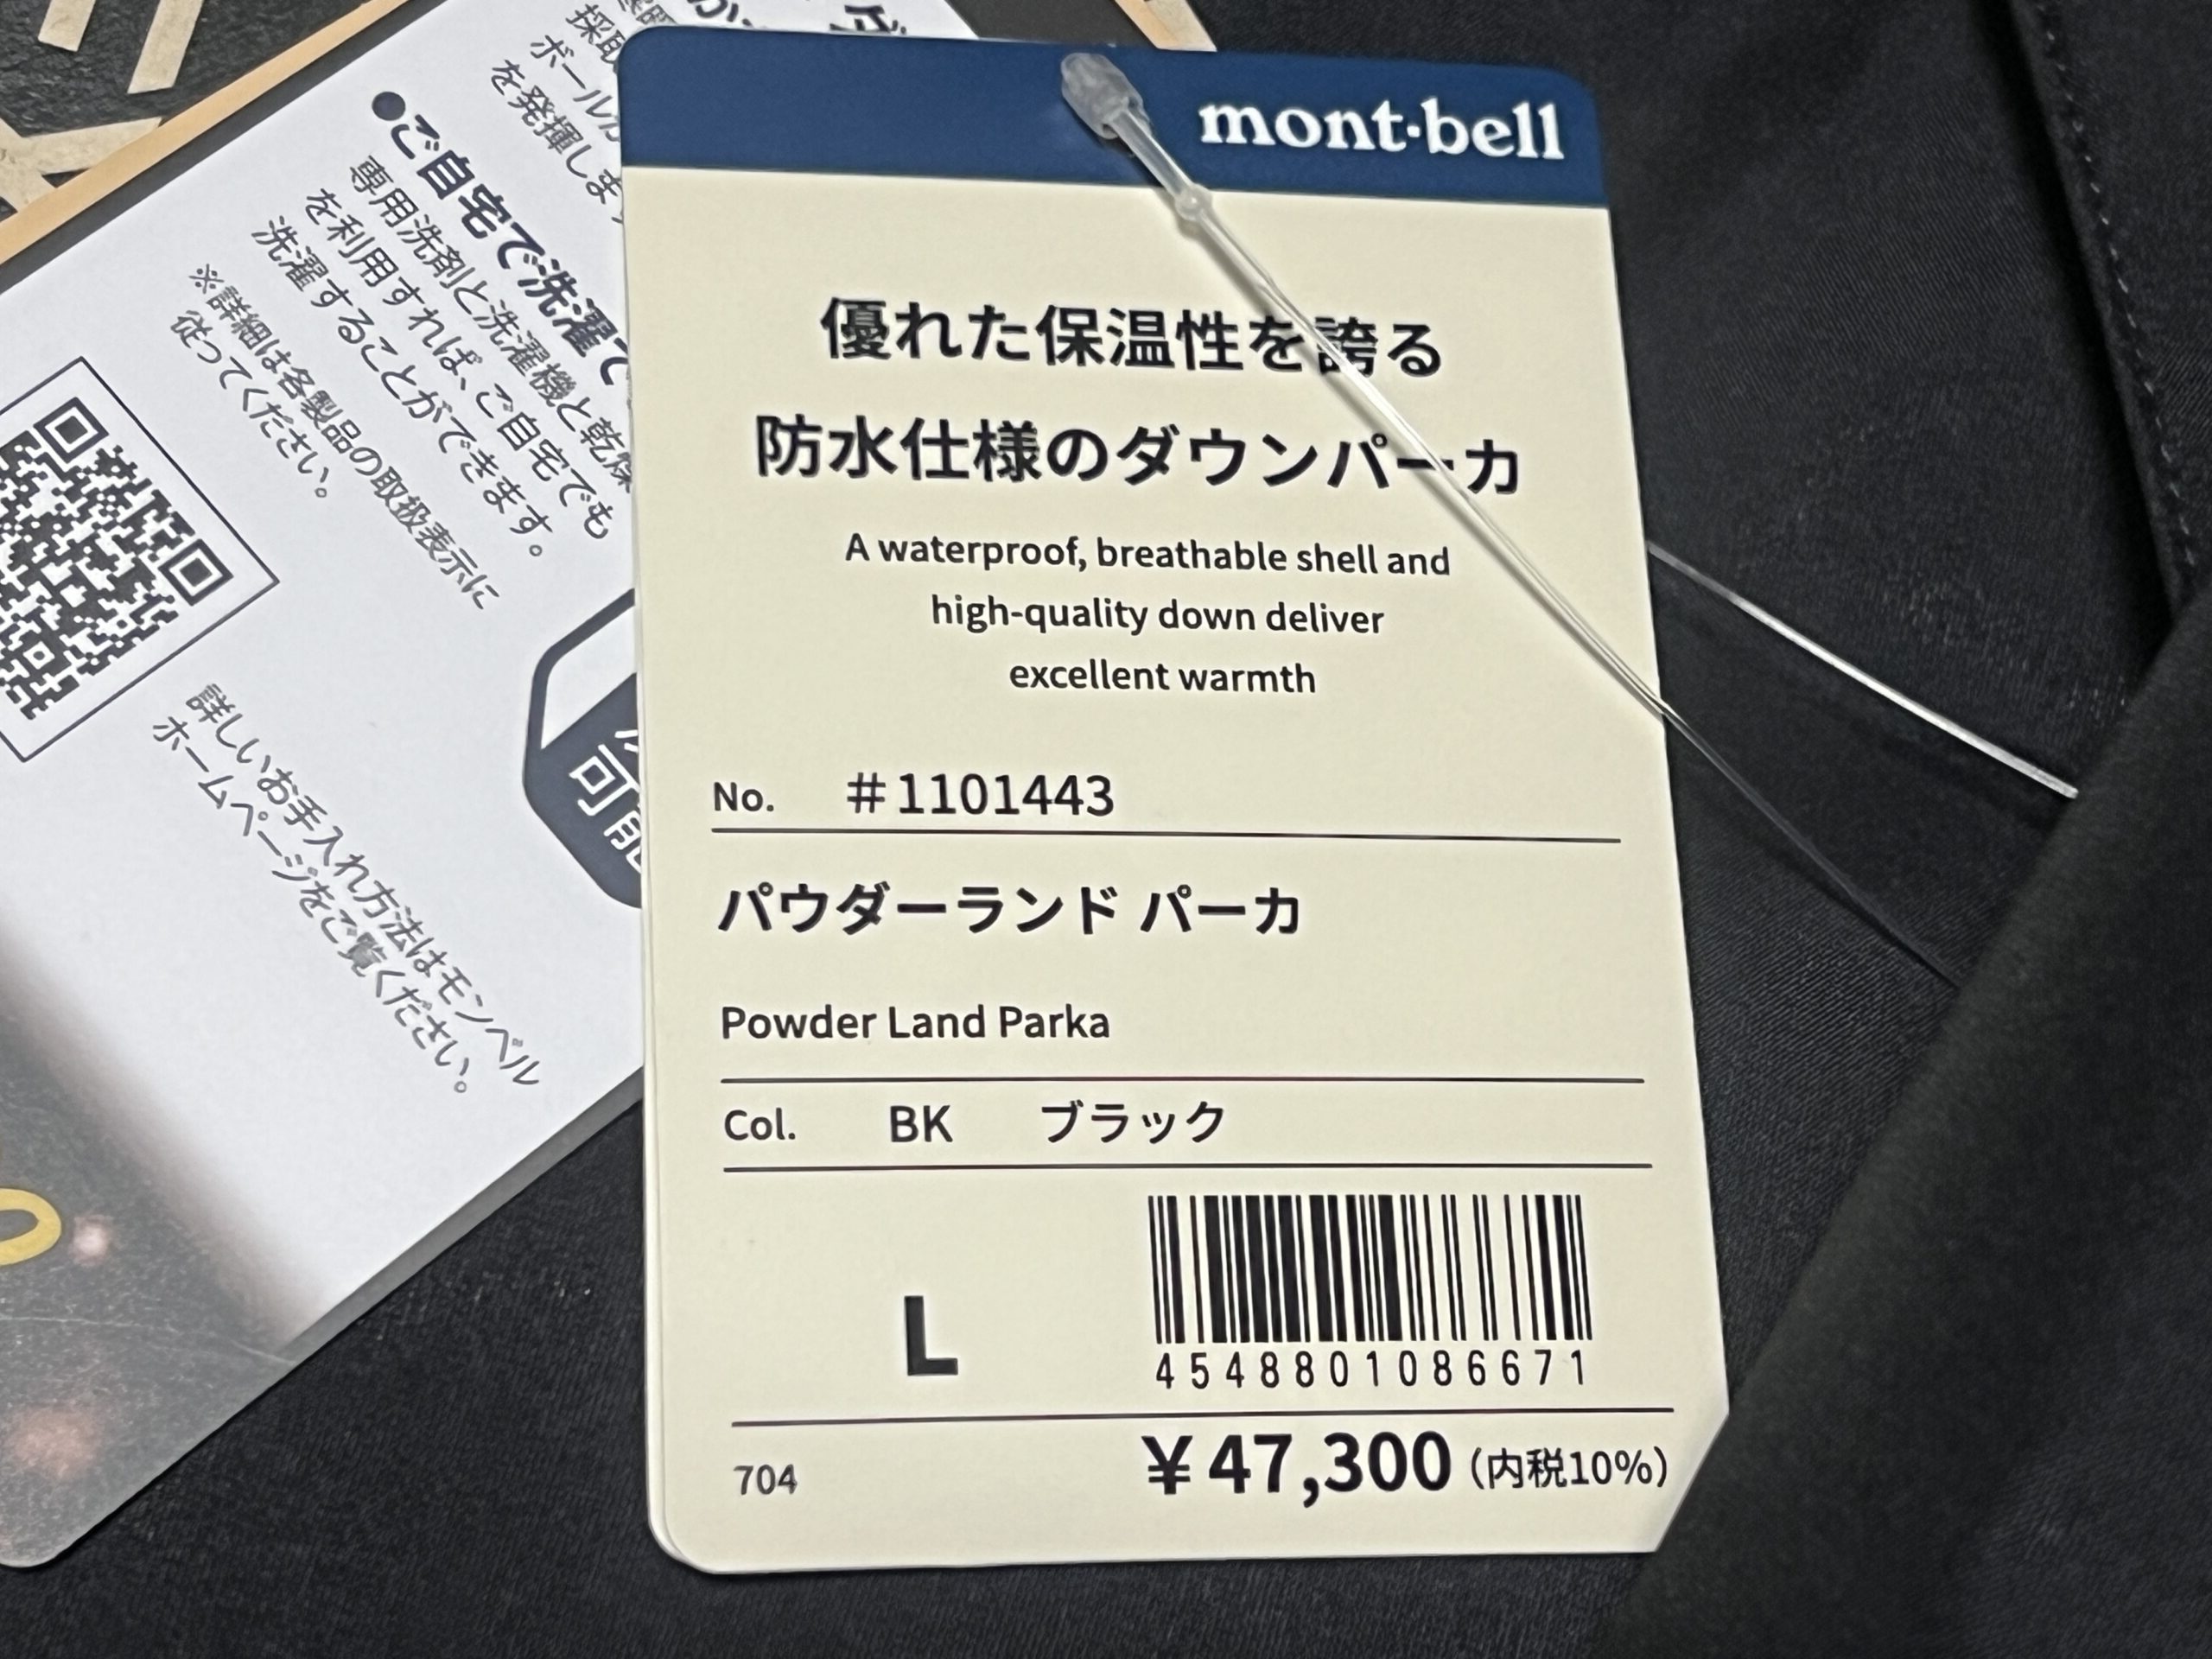 mont·bell
優れた保温性を誇る
防水仕様のダウンパーカ
A waterproof, breathable shell and
high-quality down deliver
excellent warmth
No. #1101443
パウダーランド パーカ
Powder Land Parka
Col. BK ブラック
L
4548801086671
704 ¥47,300 (内税10%)
を発揮しま
●ご自宅で洗濯
専用洗剤と洗濯機と乾燥
を利用すれば、ご自宅でも
洗濯することができます。
※詳細は各製品の取扱表示に
従ってください。
可能
詳しいお手入れ方法はモンベル
ホームページをご覧ください。